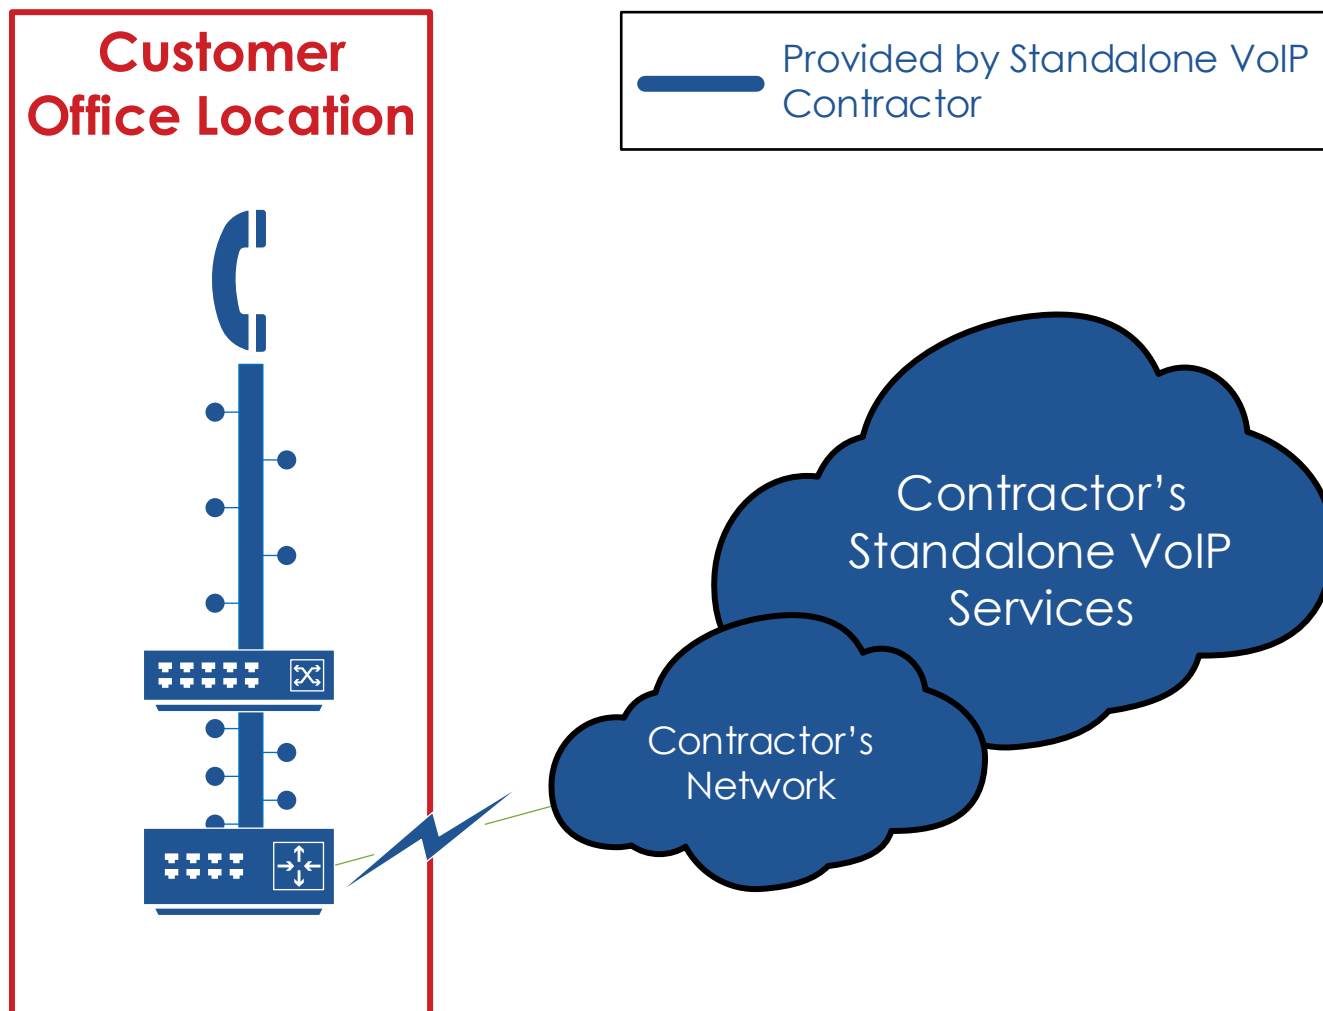 Customer
Office Location
Provided by Standalone VoIP
Contractor
Contractor’s
Standalone VoIP
Services
Contractor’s
Network